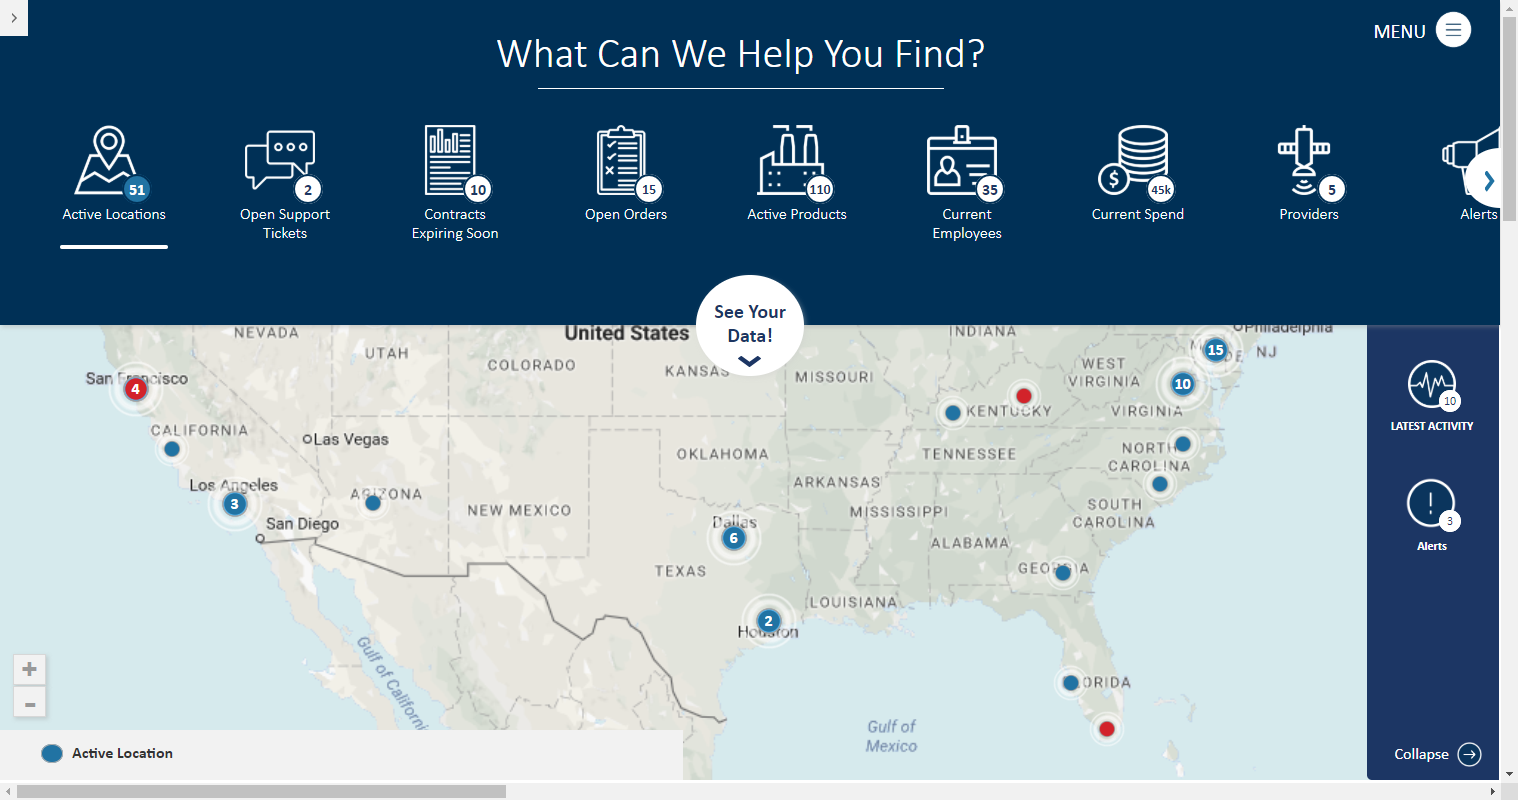 MENU
What Can We Help You Find?
51
Active Locations
2
Open Support
Tickets
10
Contracts
Expiring Soon
15
Open Orders
110
Active Products
35
Current
Employees
$
45k
Current Spend
5
Providers
Alerts
See Your
Data!
NEVADA
UTAH
COLORADO
United States
KANSAS
MISSOURI
INDIANA
WEST
VIRGINIA
Philadelphia
NJ
DE
15
10
VIRGINIA
San Francisco
4
CALIFORNIA
Las Vegas
KENTUCKY
OKLAHOMA
TENNESSEE
NORTH
CAROLINA
Los Angeles
3
ARIZONA
ARKANSAS
NEW MEXICO
MISSISSIPPI
SOUTH
CAROLINA
San Diego
Dallas
6
ALABAMA
TEXAS
GEORGIA
LOUISIANA
2
Houston
Gulf of California
FLORIDA
Gulf of
Mexico
+
-
Active Location
10
LATEST ACTIVITY
!
3
Alerts
Collapse